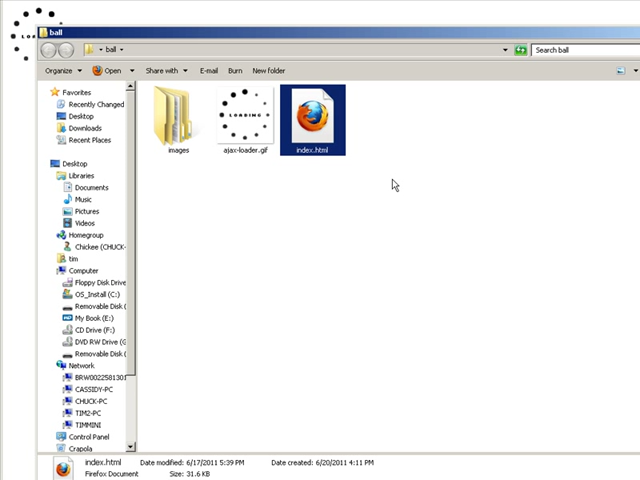 ball
ball
Search ball
Organize
Open
Share with
E-mail
Burn
New folder
Favorites
Recently Changed
Desktop
Downloads
Recent Places
Desktop
Libraries
Documents
Music
Pictures
Videos
Homegroup
Chickee (CHUCK-
tim
Computer
Floppy Disk Drive
OS_Install (C:)
Removable Disk (
My Book (E:)
CD Drive (F:)
DVD RW Drive (G
Removable Disk (
Network
BRW0022581301
CASSIDY-PC
CHUCK-PC
TIM2-PC
TIMMINI
Control Panel
Crapola
LOADING
images
ajax-loader.gif
index.html
index.html Date modified: 6/17/2011 5:39 PM Date created: 6/20/2011 4:11 PM
Firefox Document Size: 31.6 KB